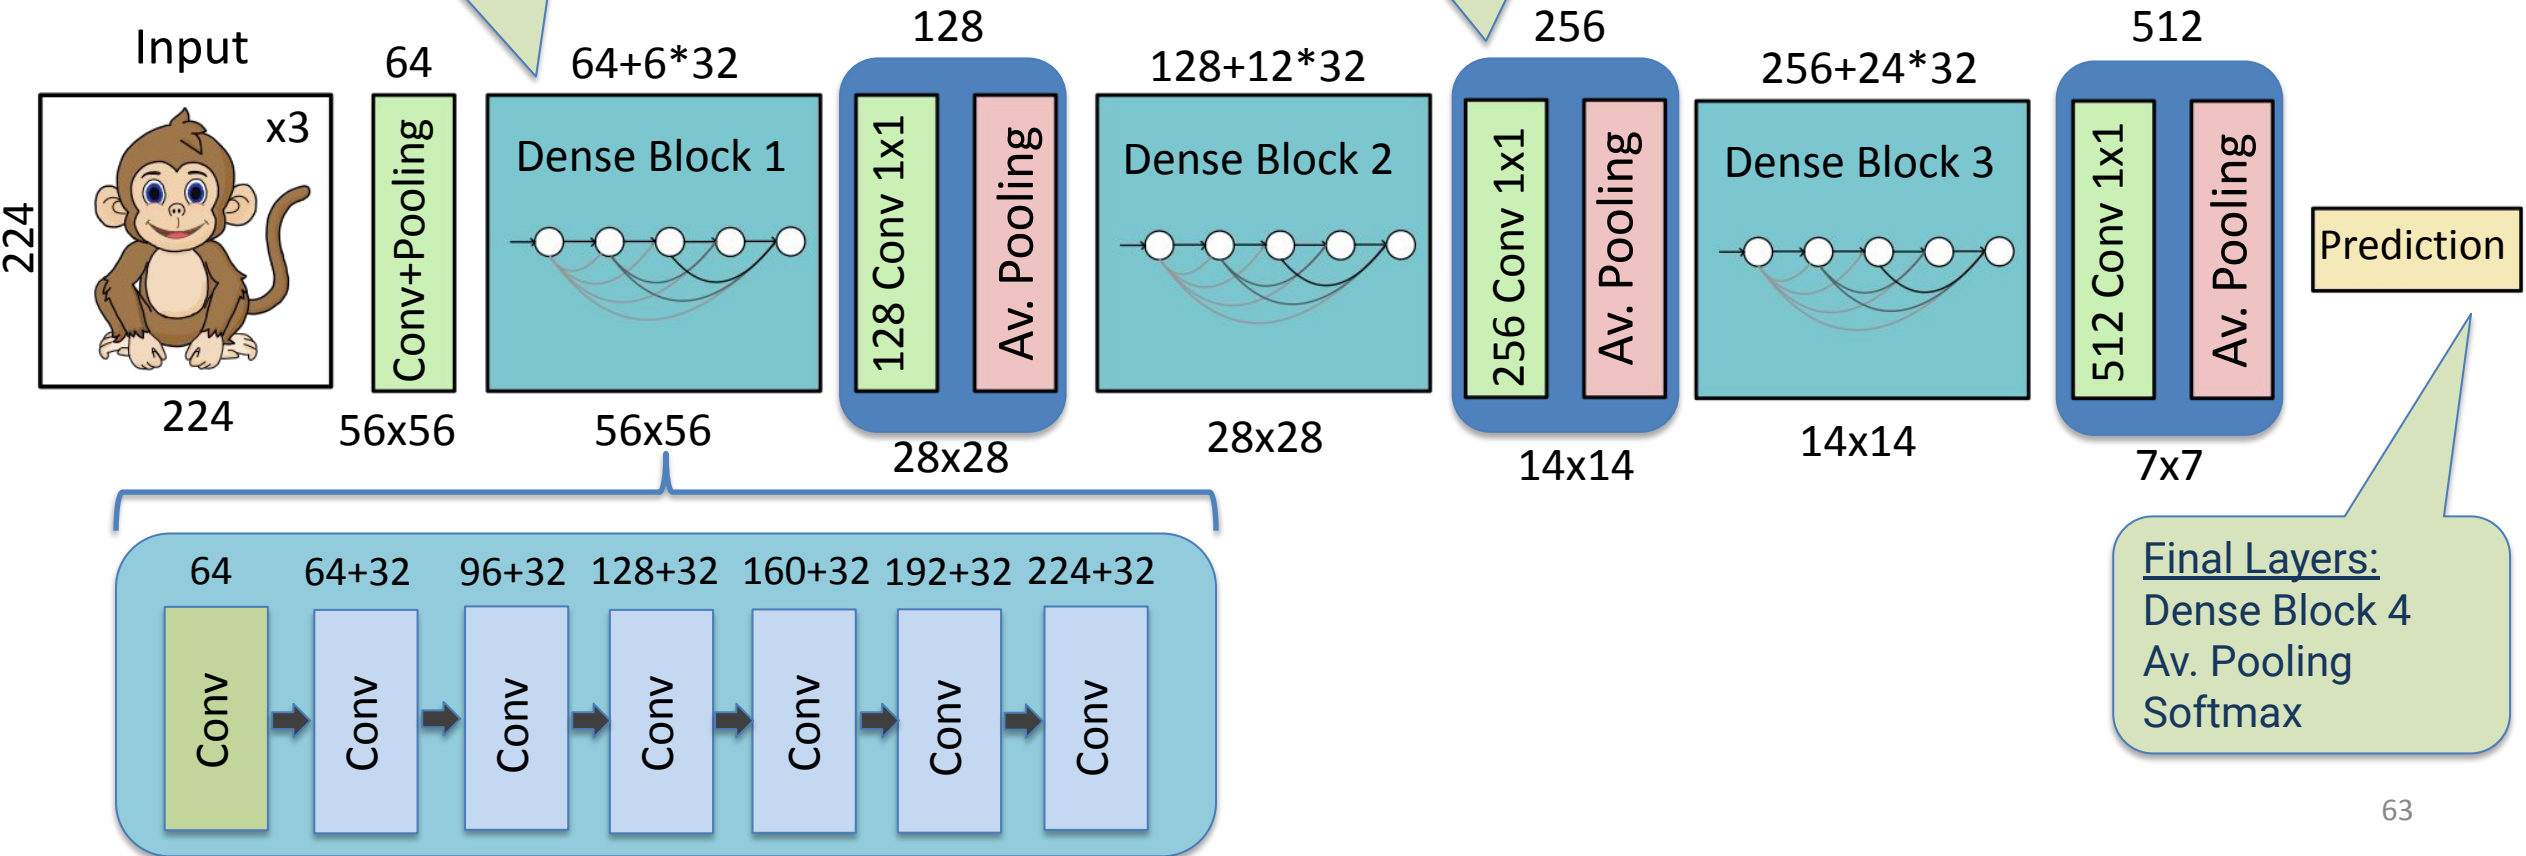 Input
x3
224
224
64
Conv+Pooling
56x56
64+6*32
Dense Block 1
56x56
128
128 Conv 1x1
Av. Pooling
28x28
128+12*32
Dense Block 2
28x28
256
256 Conv 1x1
Av. Pooling
14x14
256+24*32
Dense Block 3
14x14
512
512 Conv 1x1
Av. Pooling
7x7
Prediction
64
64+32
96+32
128+32
160+32
192+32
224+32
Conv
Conv
Conv
Conv
Conv
Conv
Conv
Final Layers:
Dense Block 4
Av. Pooling
Softmax
63